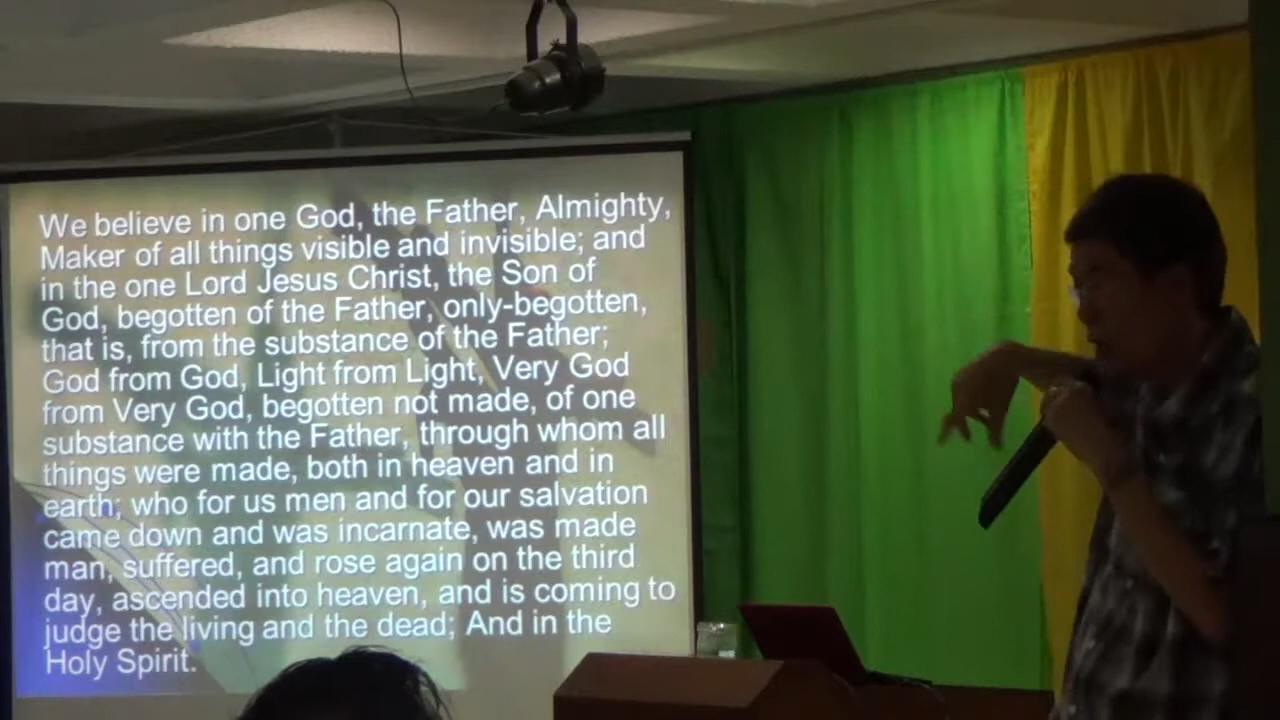 We believe in one God, the Father, Almighty,
Maker of all things visible and invisible; and
in the one Lord Jesus Christ, the Son of
God, begotten of the Father, only-begotten,
that is, from the substance of the Father;
God from God, Light from Light, Very God
from Very God, begotten not made, of one
substance with the Father, through whom all
things were made, both in heaven and in
earth; who for us men and for our salvation
came down and was incarnate, was made
man, suffered, and rose again on the third
day, ascended into heaven, and is coming to
judge the living and the dead; And in the
Holy Spirit.